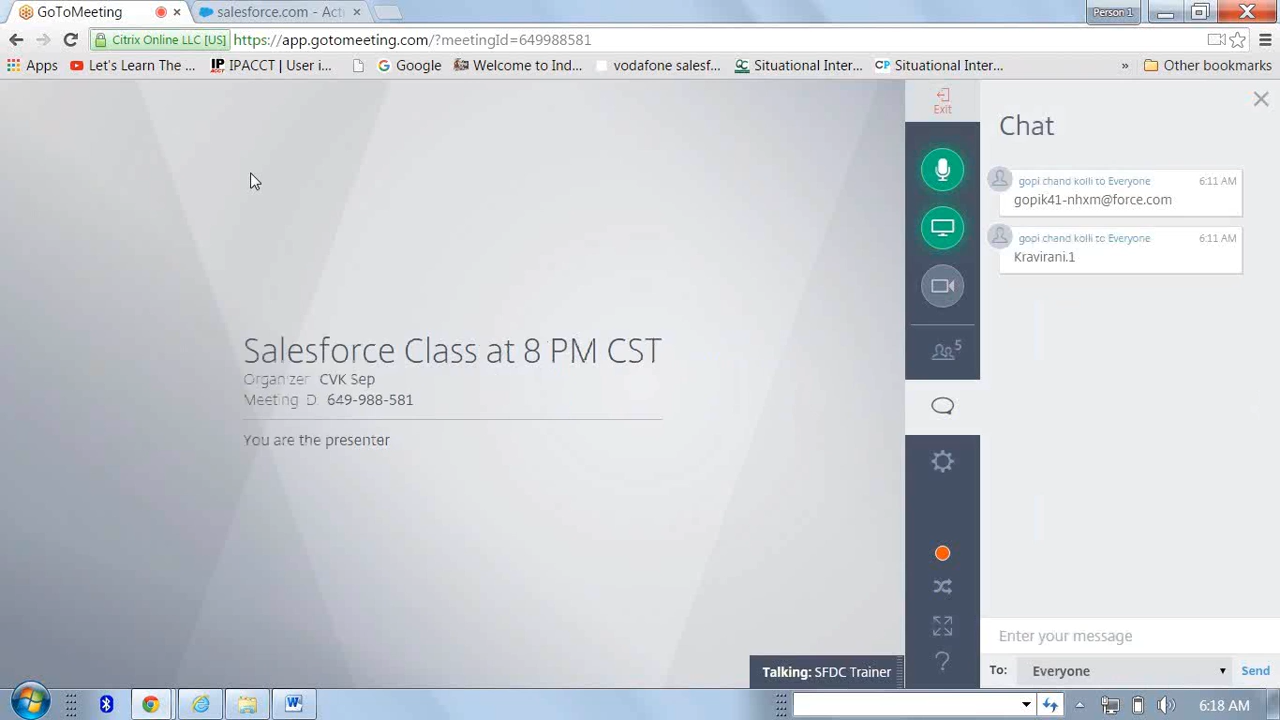 GoToMeeting
salesforce.com - Acti
Person 1
Citrix Online LLC [US]
https://app.gotomeeting.com/?meetingId=649988581
Apps
Let's Learn The ...
IPACCT | User i...
Google
Welcome to Ind...
vodafone salesf...
Situational Inter...
CP Situational Inter...
»
Other bookmarks
Exit
Chat
gopi chand kolli to Everyone 6:11 AM
gopik41-nhxm@force.com
gopi chand kolli to Everyone 6:11 AM
Kravirani.1
5
Salesforce Class at 8 PM CST
Organizer CVK Sep
Meeting ID 649-988-581
You are the presenter
Talking: SFDC Trainer
?
Enter your message
To: Everyone Send
6:18 AM